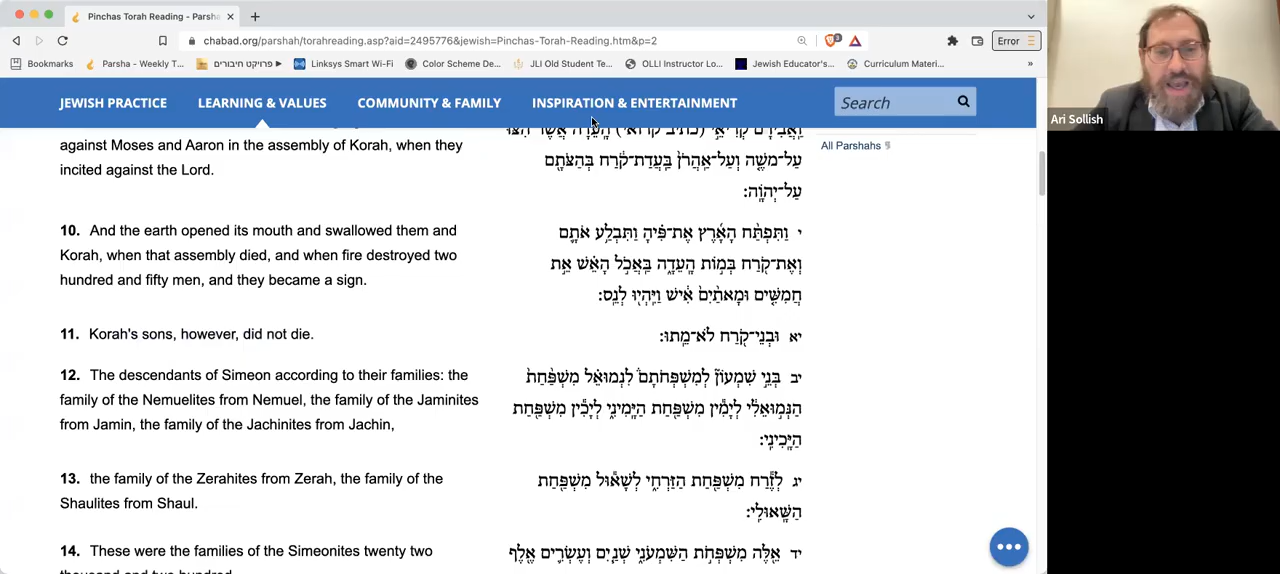 Pinchas Torah Reading - Parsha
chabad.org/parshah/torahreading.asp?aid=2495776&jewish=Pinchas-Torah-Reading.htm&p=2
Error
Bookmarks
Parsha - Weekly T...
פרוייקט חיבורים
Linksys Smart Wi-Fi
Color Scheme De...
JLI Old Student Te...
OLLI Instructor Lo...
Jewish Educator's...
Curriculum Materi...
»
JEWISH PRACTICE
LEARNING & VALUES
COMMUNITY & FAMILY
INSPIRATION & ENTERTAINMENT
Search
Ari Sollish
All Parshahs
against Moses and Aaron in the assembly of Korah, when they
incited against the Lord.
עַל־משֶׁ֤ה וְעַל־אַֽהֲרֹן֙ בַּֽעֲדַת־קֹ֔רַח בְּהַצֹּתָ֖ם
עַל־יְהוָֹֽה:
10. And the earth opened its mouth and swallowed them and
Korah, when that assembly died, and when fire destroyed two
hundred and fifty men, and they became a sign.
י וַתִּפְתַּ֨ח הָאָ֜רֶץ אֶת־פִּ֗יהָ וַתִּבְלַ֥ע אֹתָ֛ם
וְאֶת־קֹ֖רַח בְּמ֣וֹת הָֽעֵדָ֑ה בַּֽאֲכֹ֣ל הָאֵ֗שׁ אֵ֣ת
חֲמִשִּׁ֤ים וּמָאתַ֨יִם֙ אִ֔ישׁ וַיִּֽהְי֖וּ לְנֵֽס:
11. Korah's sons, however, did not die.
יא וּבְנֵי־קֹ֖רַח לֹא־מֵֽתוּ:
12. The descendants of Simeon according to their families: the
family of the Nemuelites from Nemuel, the family of the Jaminites
from Jamin, the family of the Jachinites from Jachin,
יב בְּנֵ֣י שִׁמְעוֹן֘ לְמִשְׁפְּחֹתָם֒ לִנְמוּאֵ֗ל מִשְׁפַּ֨חַת֙
הַנְּמ֣וּאֵלִ֔י לְיָמִ֕ין מִשְׁפַּ֖חַת הַיָּֽמִינִ֑י לְיָכִ֕ין מִשְׁפַּ֖חַת
הַיָּֽכִינִֽי:
13. the family of the Zerahites from Zerah, the family of the
Shaulites from Shaul.
יג לְזֶ֕רַח מִשְׁפַּ֖חַת הַזַּרְחִ֑י לְשָׁא֕וּל מִשְׁפַּ֖חַת
הַשָּֽׁאוּלִֽי:
14. These were the families of the Simeonites twenty two
יד אֵ֖לֶּה מִשְׁפְּחֹ֣ת הַשִּׁמְעֹנִ֑י שְׁנַ֧יִם וְעֶשְׂרִ֛ים אֶ֖לֶף